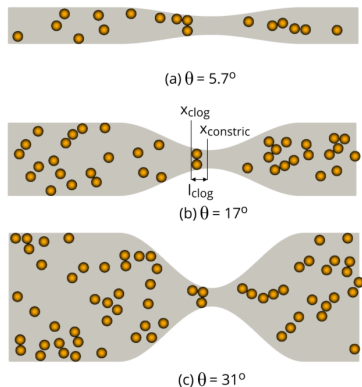 (a) θ = 5.7°
x_clog
x_constric
l_clog
(b) θ = 17°
(c) θ = 31°